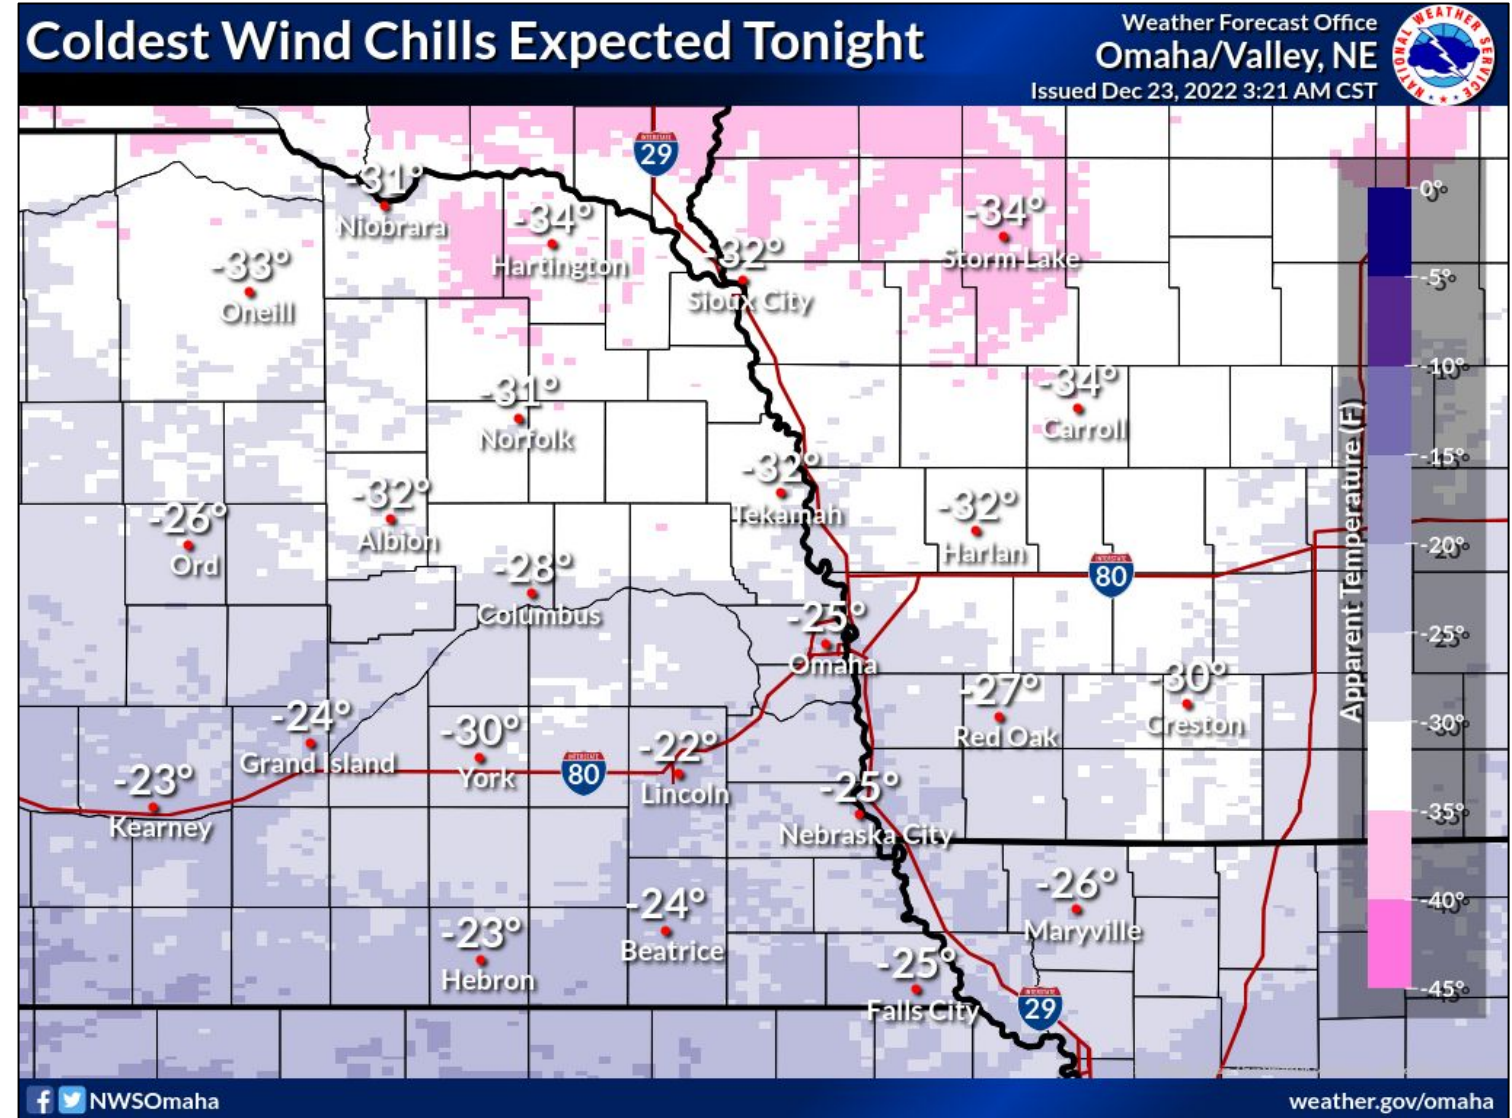 Coldest Wind Chills Expected Tonight
Weather Forecast Office
Omaha/Valley, NE
Issued Dec 23, 2022 3:21 AM CST
NATIONAL WEATHER SERVICE
INTERSTATE
29
-31°
Niobrara
-34°
Hartington
-34°
Storm Lake
-33°
Oneill
-32°
Sioux City
-31°
Norfolk
-34°
Carroll
-32°
Tekamah
-32°
Albion
-26°
Ord
-32°
Harlan
INTERSTATE
80
-28°
Columbus
-25°
Omaha
-27°
Red Oak
-30°
Creston
-24°
Grand Island
-30°
York
INTERSTATE
80
-22°
Lincoln
-23°
Kearney
-25°
Nebraska City
-26°
Maryville
-24°
Beatrice
-23°
Hebron
-25°
Falls City
INTERSTATE
29
Apparent Temperature (F)
0°
-5°
-10°
-15°
-20°
-25°
-30°
-35°
-40°
-45°
NWSOmaha
weather.gov/omaha